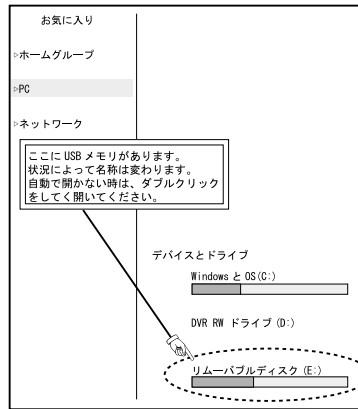 お気に入り
▷ホームグループ
▷PC
▷ネットワーク
ここに USB メモリがあります。
状況によって名称は変わります。
自動で開かない時は、ダブルクリック
をしてく開いてください。
デバイスとドライブ
Windows と OS(C:)
DVR RW ドライブ (D:)
リムーバブルディスク (E:)